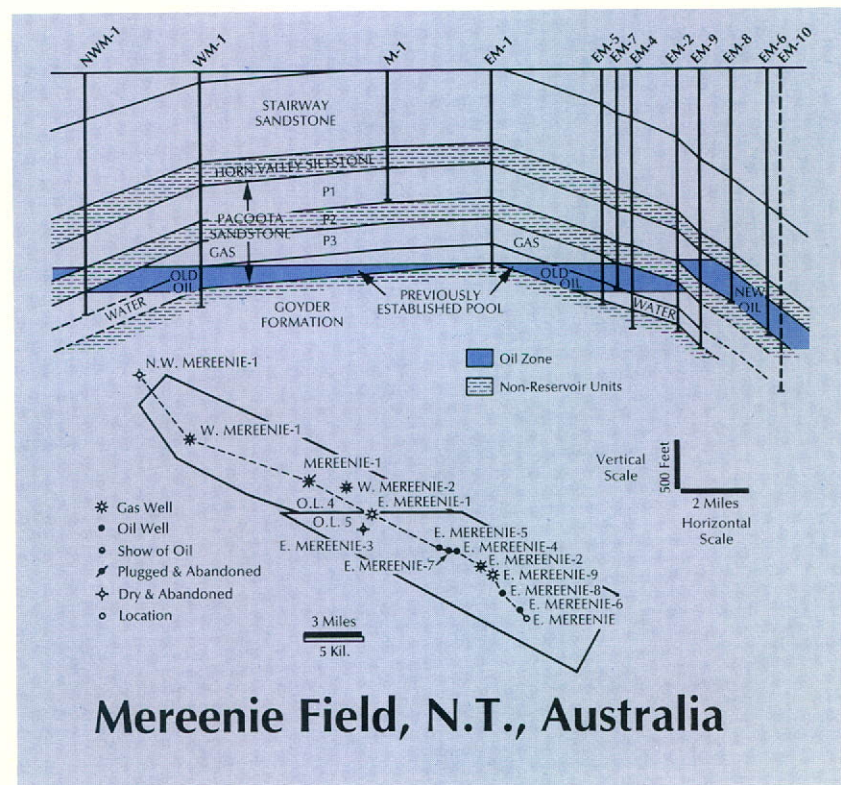 NWM-1
WM-1
M-1
EM-1
EM-5
EM-7
EM-4
EM-2
EM-9
EM-8
EM-6
EM-10
STAIRWAY
SANDSTONE
HORN VALLEY SILTSTONE
P1
PACOOTA
SANDSTONE
P2
P3
GAS
GAS
OLD
OIL
OLD
OIL
NEW
OIL
WATER
WATER
GOYDER
FORMATION
PREVIOUSLY
ESTABLISHED POOL
Oil Zone
Non-Reservoir Units
N.W. MEREENIE-1
W. MEREENIE-1
MEREENIE-1
W. MEREENIE-2
E. MEREENIE-1
O.L. 4
O.L. 5
E. MEREENIE-3
E. MEREENIE-5
E. MEREENIE-4
E. MEREENIE-7
E. MEREENIE-2
E. MEREENIE-9
E. MEREENIE-8
E. MEREENIE-6
E. MEREENIE
Vertical
Scale
500 Feet
2 Miles
Horizontal
Scale
Gas Well
Oil Well
Show of Oil
Plugged & Abandoned
Dry & Abandoned
Location
3 Miles
5 Kil.
Mereenie Field, N.T., Australia